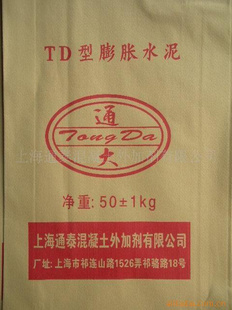 TD型膨胀水泥
通
TongDa
大
净重:50±1kg
上海通泰混凝土外加剂有限公司
厂址:上海市祁连山路1526弄祁骆路18号